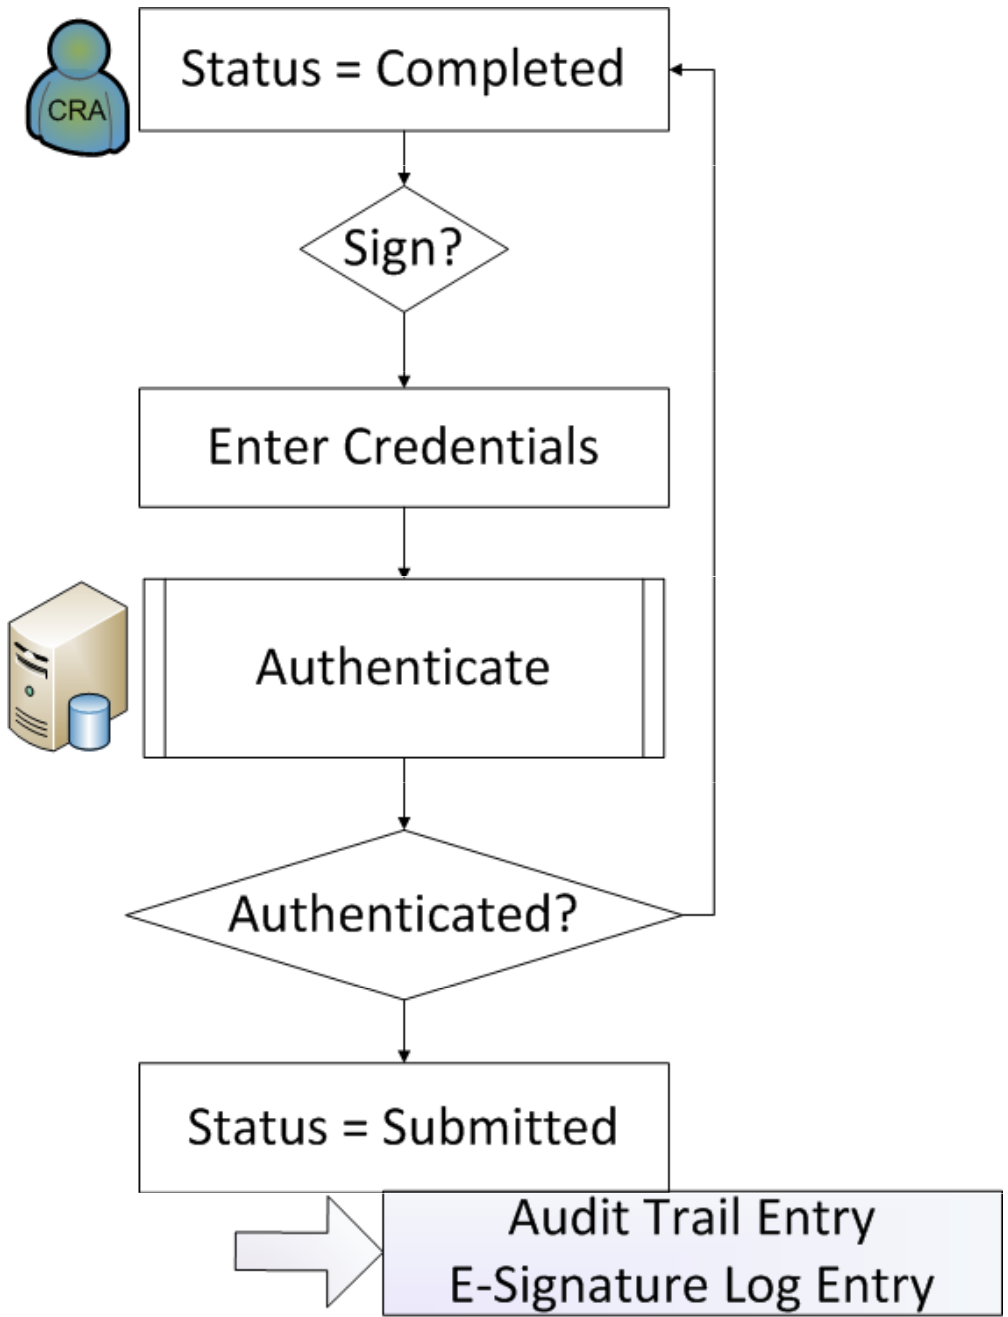 Status = Completed
CRA
Sign?
Enter Credentials
Authenticate
Authenticated?
Status = Submitted
Audit Trail Entry
E-Signature Log Entry